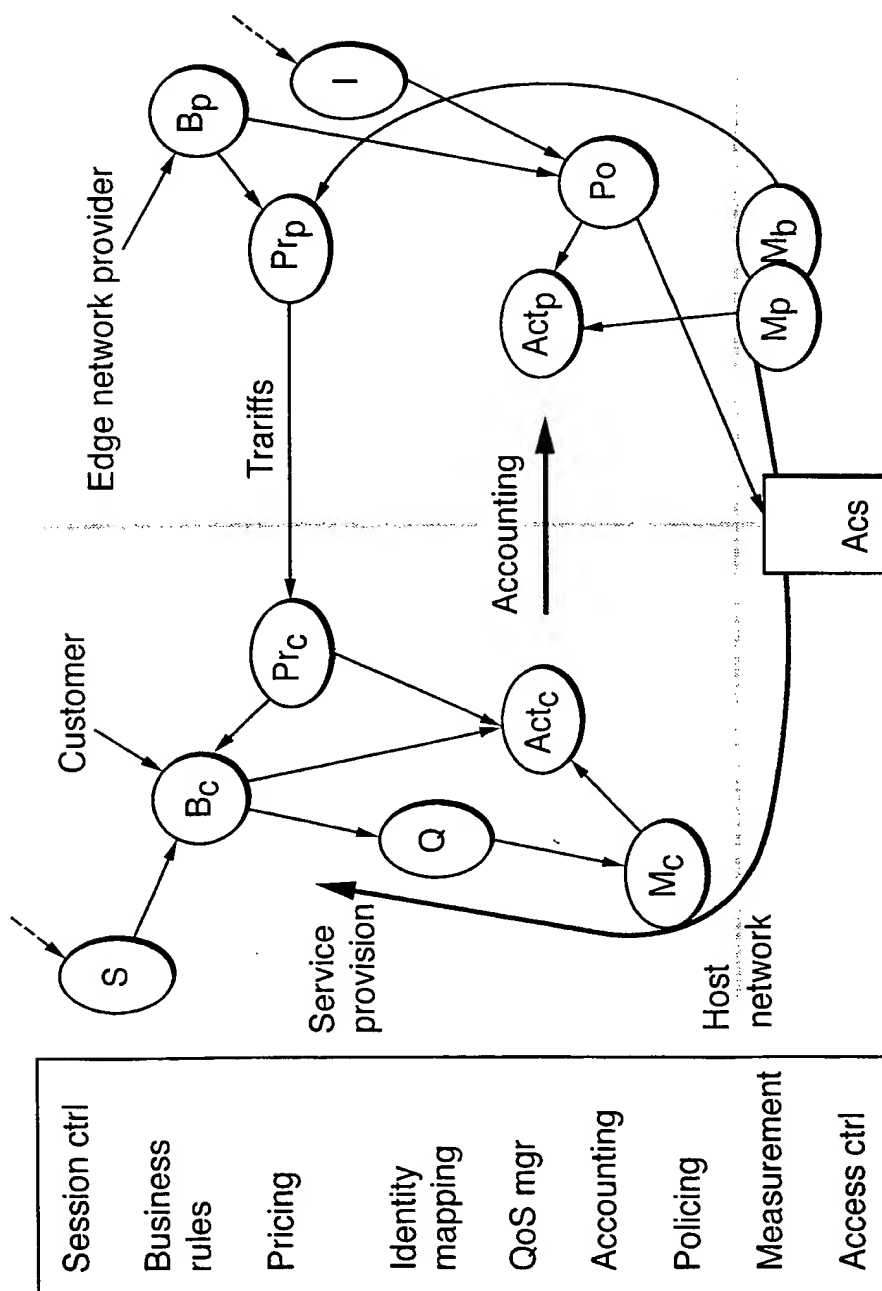 Session ctrl
Business
rules
Pricing
Identity
mapping
QoS mgr
Accounting
Policing
Measurement
Access ctrl
Customer
Edge network provider
S
Bc
Bp
Prc
Trariffs
Prp
I
Service
provision
Q
Actc
Accounting
Actp
Po
Mc
Host
network
Mp
Mb
Acs